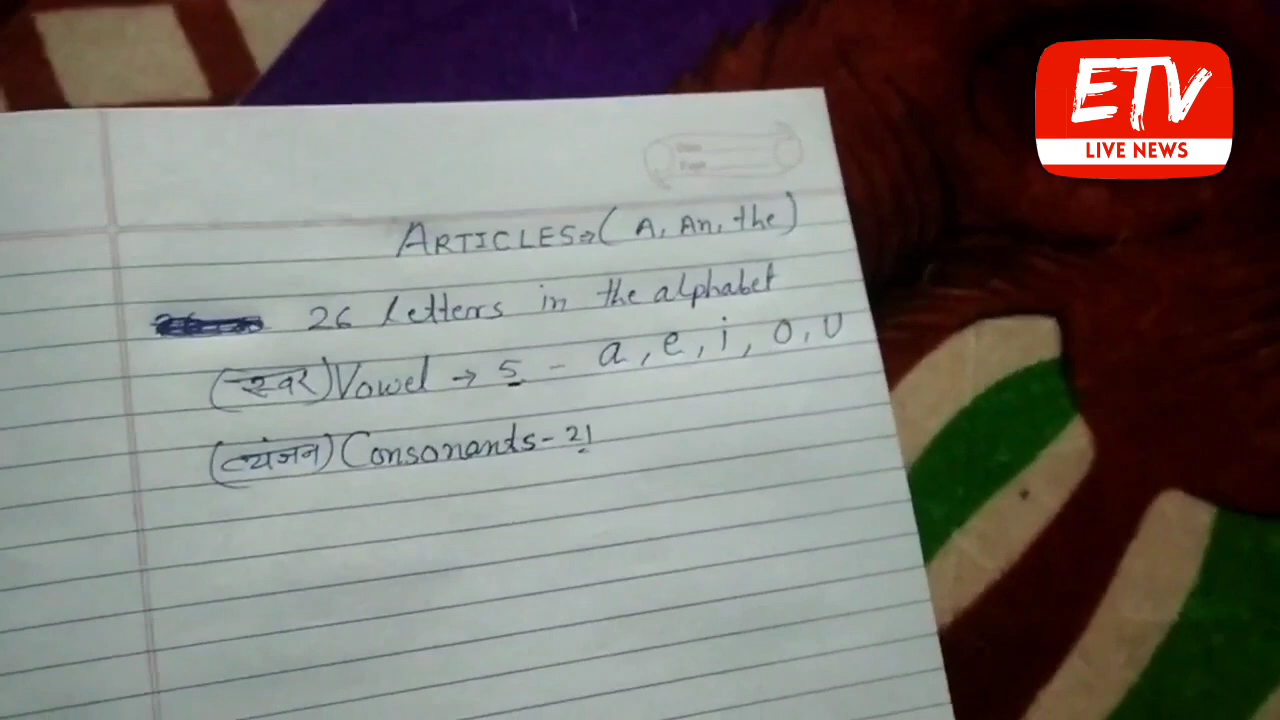 ETV
LIVE NEWS
ARTICLES→(A, An, the)
26 Letters in the alphabet
(स्वर) Vowel → 5 - a, e, i, o, U
(व्यंजन) Consonants - 21